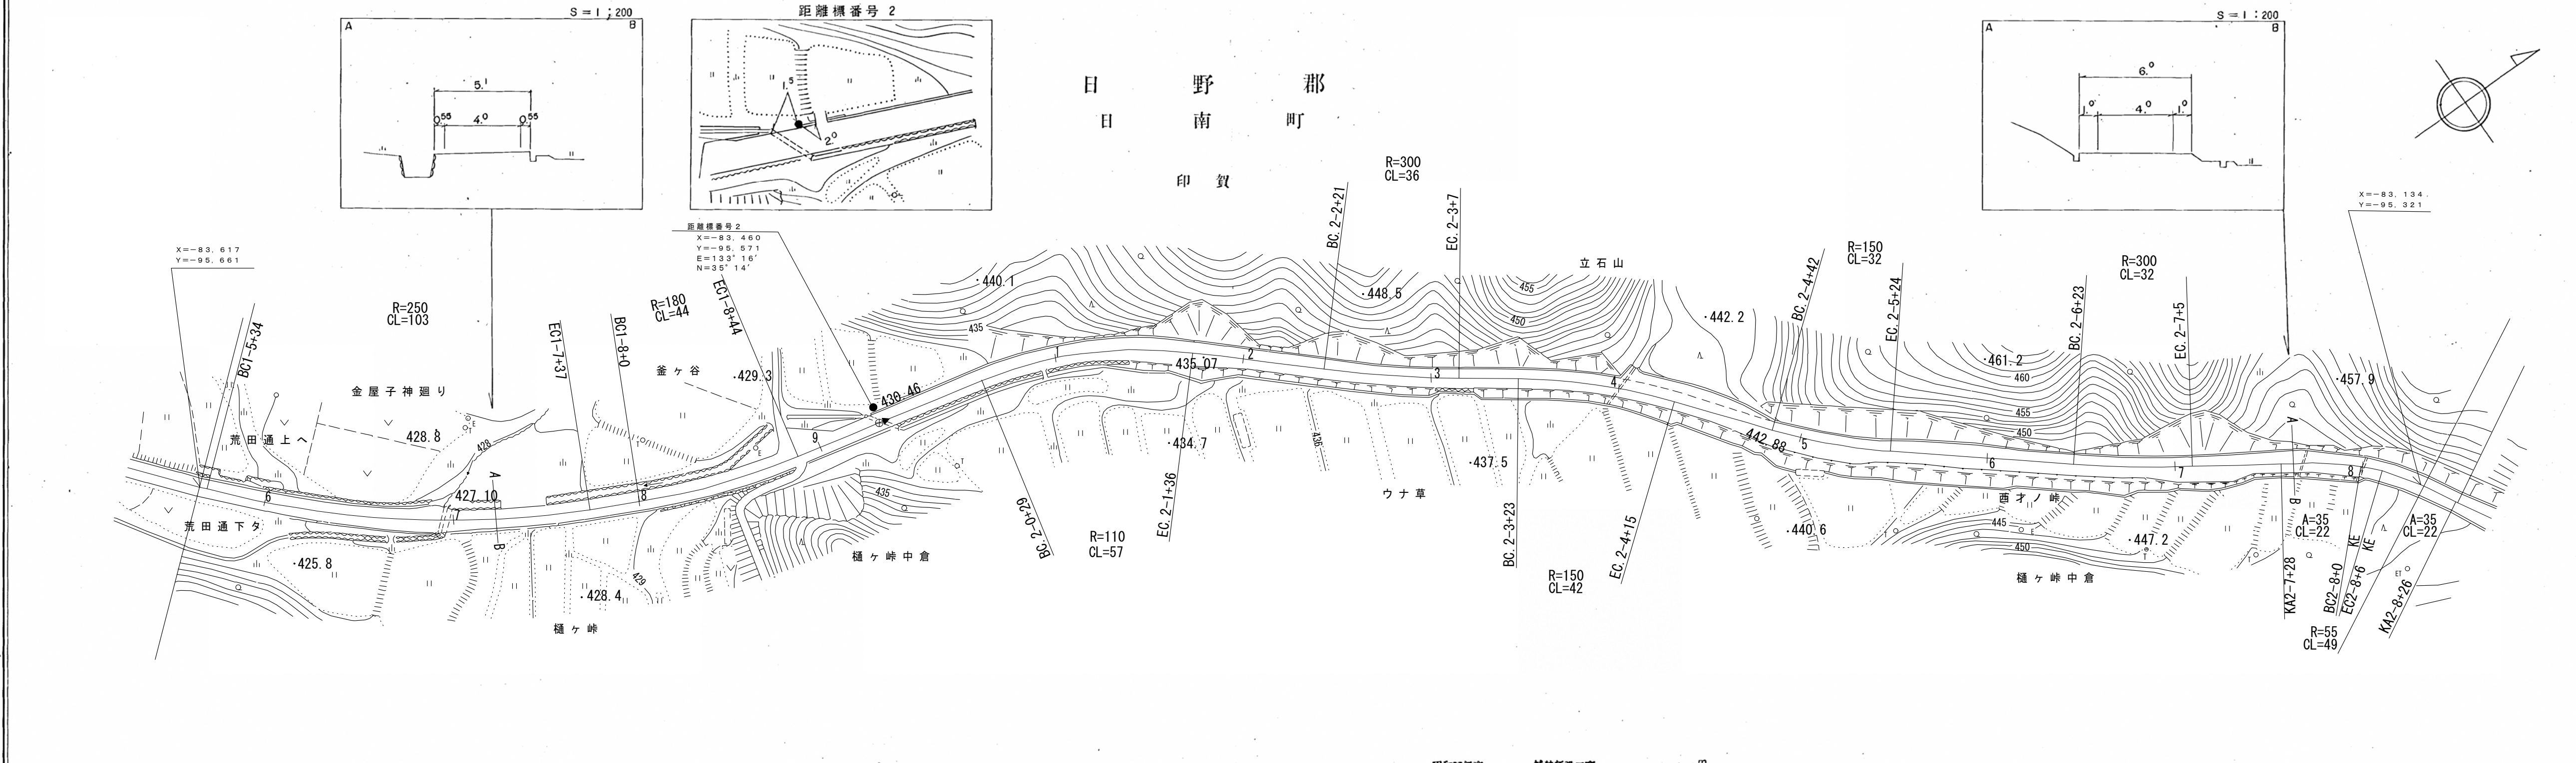 S=1:200
A
B
5.1
0.55
4.0
0.55
距離標番号 2
1.5
2.0
日野郡
日南町
印賀
S=1:200
A
B
6.0
1.0
4.0
1.0
X=-83, 134.
Y=-95, 321
X=-83, 617
Y=-95, 661
距離標番号2
X=-83, 460
Y=-95, 571
E=133°16′
N=35°14′
R=250
CL=103
R=180
CL=44
R=300
CL=36
R=150
CL=32
R=300
CL=32
BC1-5+34
EC1-7+37
BC1-8+0
EC1-8+44
BC. 2-2+21
EC. 2-3+7
BC. 2-4+42
EC. 2-5+24
BC. 2-6+23
EC. 2-7+5
立石山
440.1
448.5
455
450
442.2
461.2
460
455
450
457.9
435
金屋子神廻り
釜ヶ谷
429.3
430.46
435.07
荒田通上へ
428.8
428
427.10
荒田通下タ
425.8
428.4
429
樋ヶ峠
435
樋ヶ峠中倉
434.7
436
437.5
ウナ草
442.88
440.6
西才ノ峠
445
450
447.2
樋ヶ峠中倉
6
7
8
9
1
2
3
4
5
6
7
8
A
B
A
B
BC. 2-0+29
EC. 2-1+36
R=110
CL=57
BC. 2-3+23
R=150
CL=42
EC. 2-4+15
KA2-7+28
A=35
CL=22
BC2-8+0
KE
EC2-8+6
KE
A=35
CL=22
KA2-8+26
R=55
CL=49